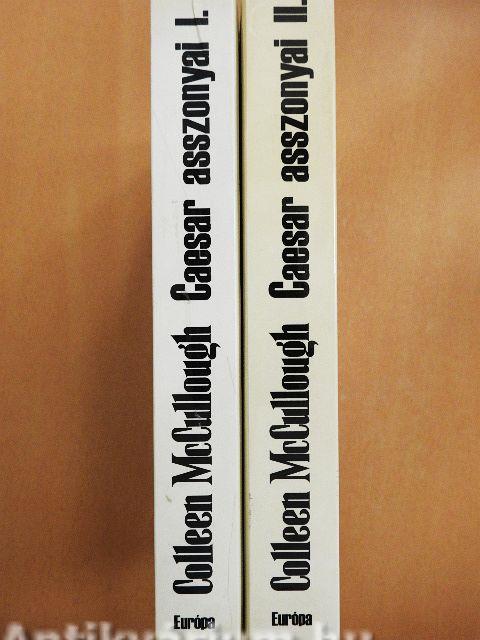 Colleen McCullough Caesar asszonyai I.
Európa
Colleen McCullough Caesar asszonyai II.
Európa